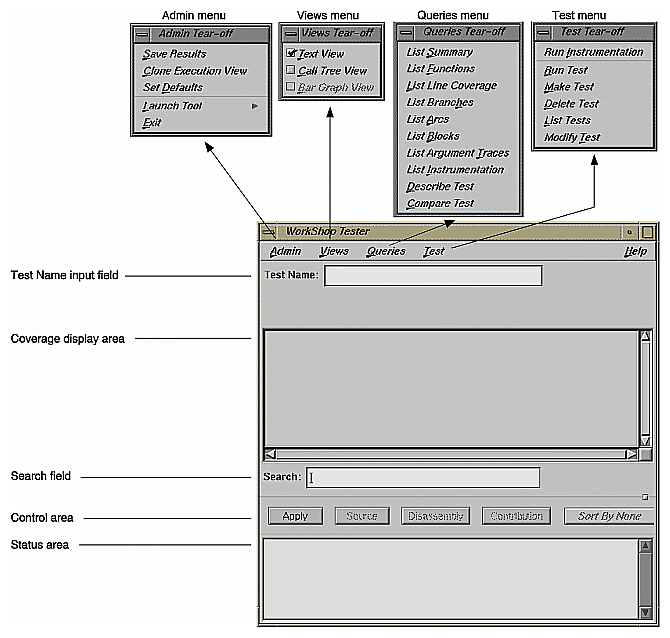 Admin menu
Views menu
Queries menu
Test menu
Admin Tear-off
Save Results
Clone Execution View
Set Defaults
Launch Tool
Exit
Views Tear-off
Text View
Call Tree View
Bar Graph View
Queries Tear-off
List Summary
List Functions
List Line Coverage
List Branches
List Arcs
List Blocks
List Argument Traces
List Instrumentation
Describe Test
Compare Test
Test Tear-off
Run Instrumentation
Run Test
Make Test
Delete Test
List Tests
Modify Test
WorkShop Tester
Admin Views Queries Test Help
Test Name input field
Test Name:
Coverage display area
Search field
Search:
Control area
Apply Source Disassembly Contribution Sort By None
Status area